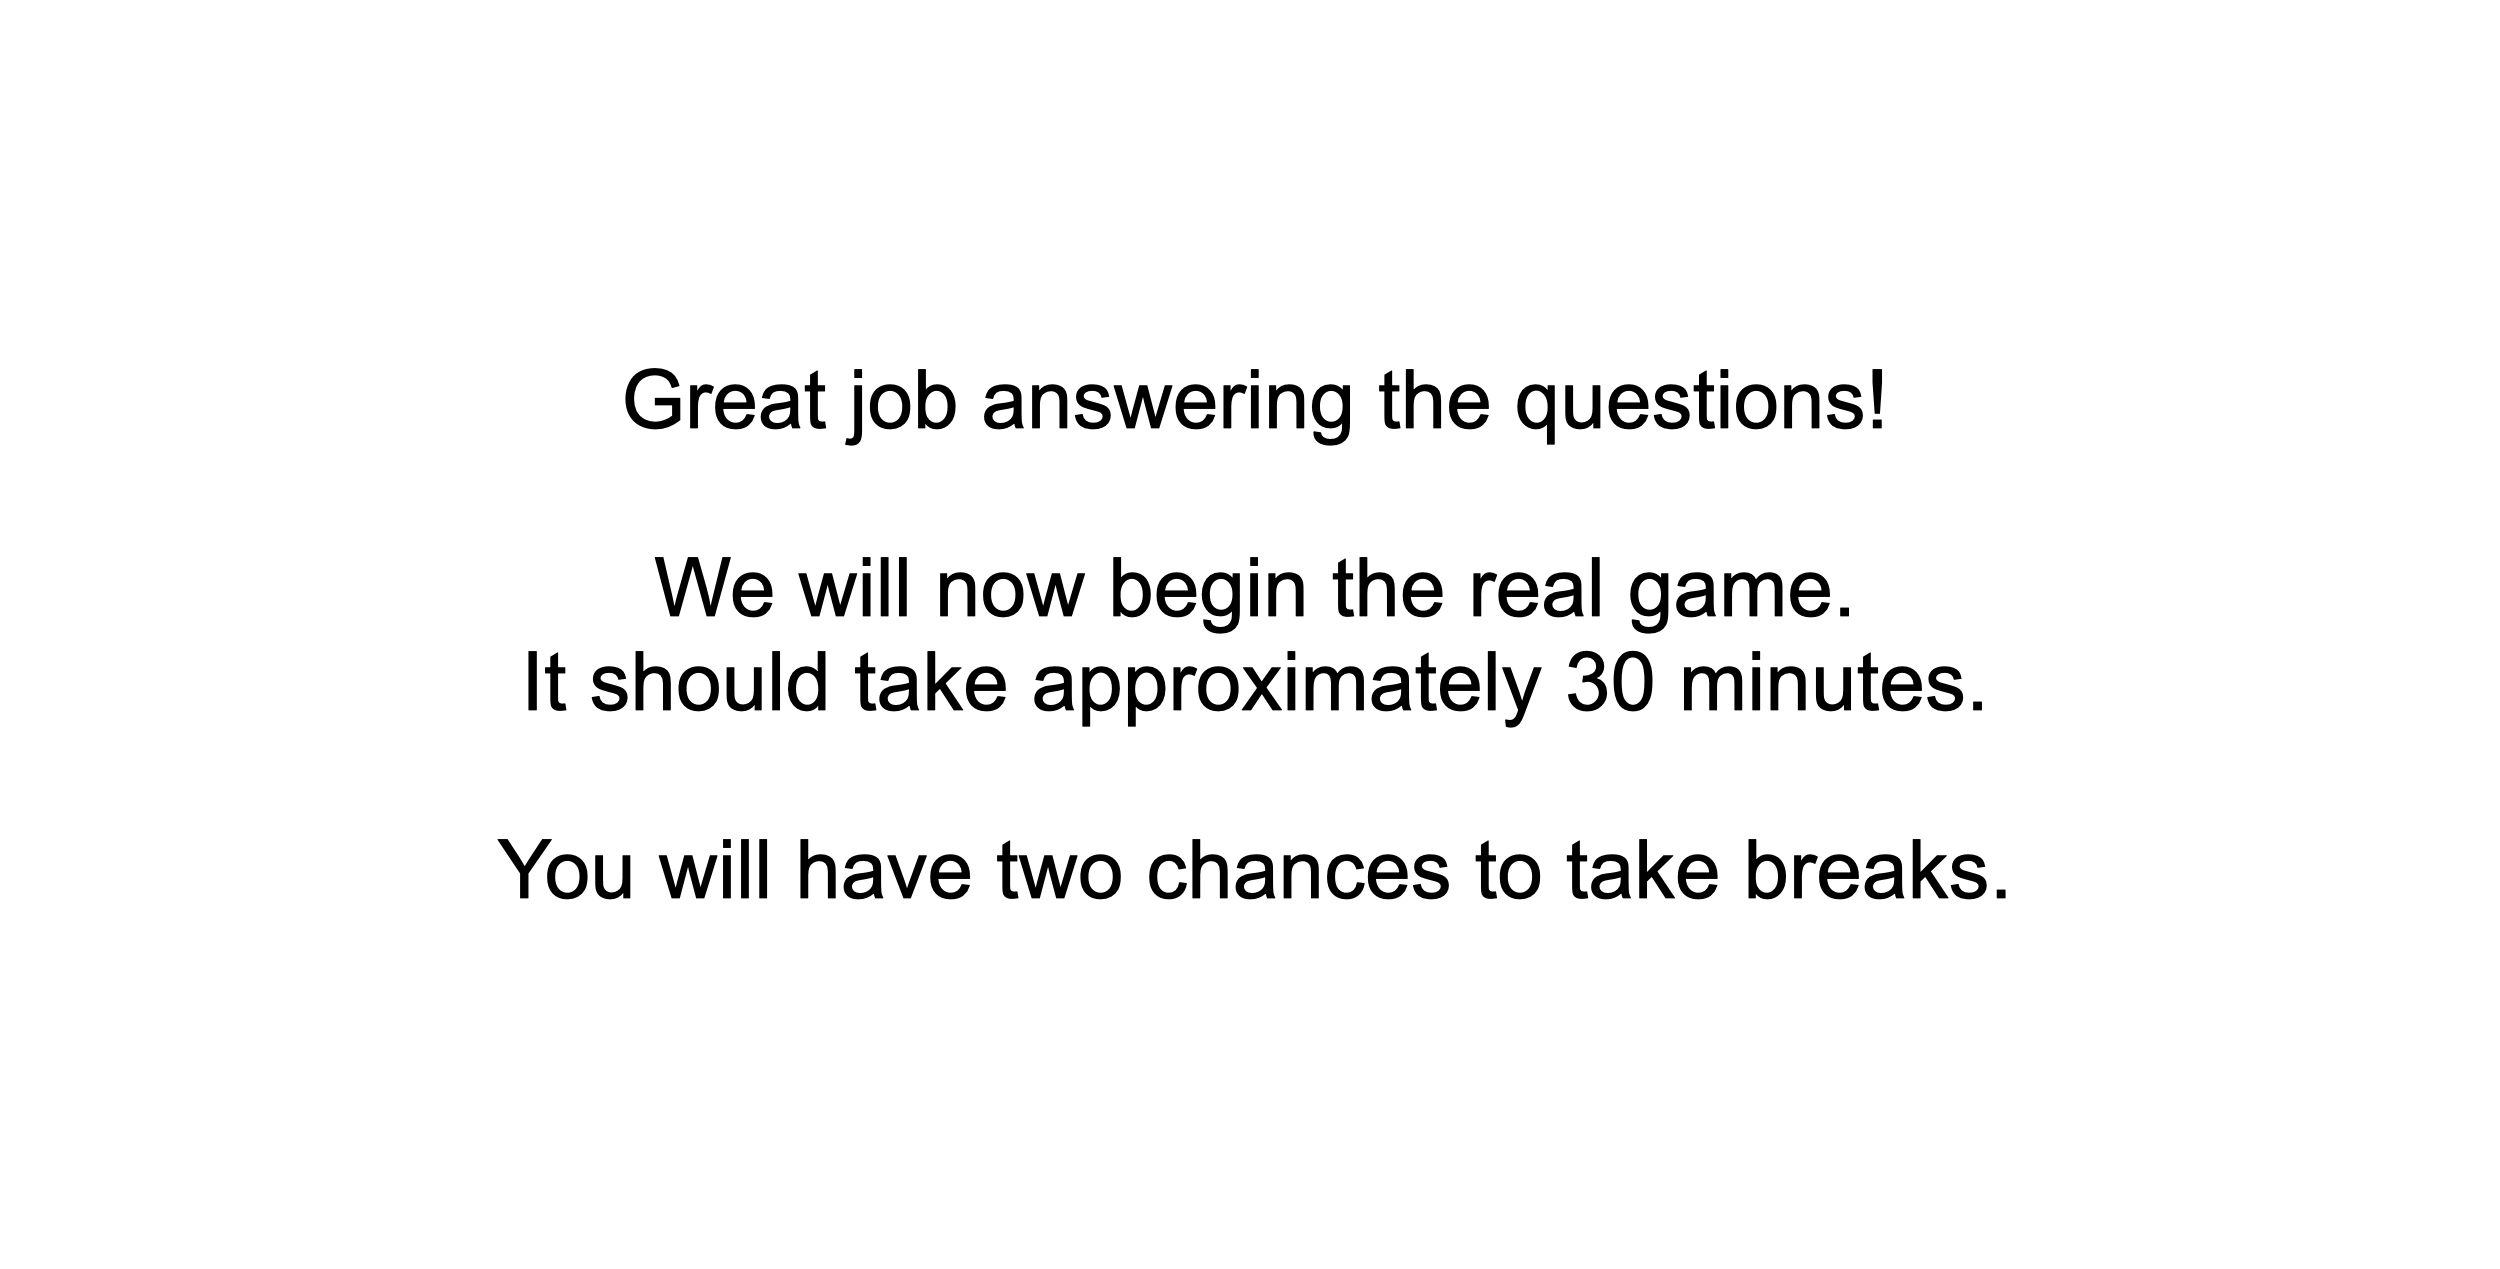 Great job answering the questions!
We will now begin the real game.
It should take approximately 30 minutes.
You will have two chances to take breaks.